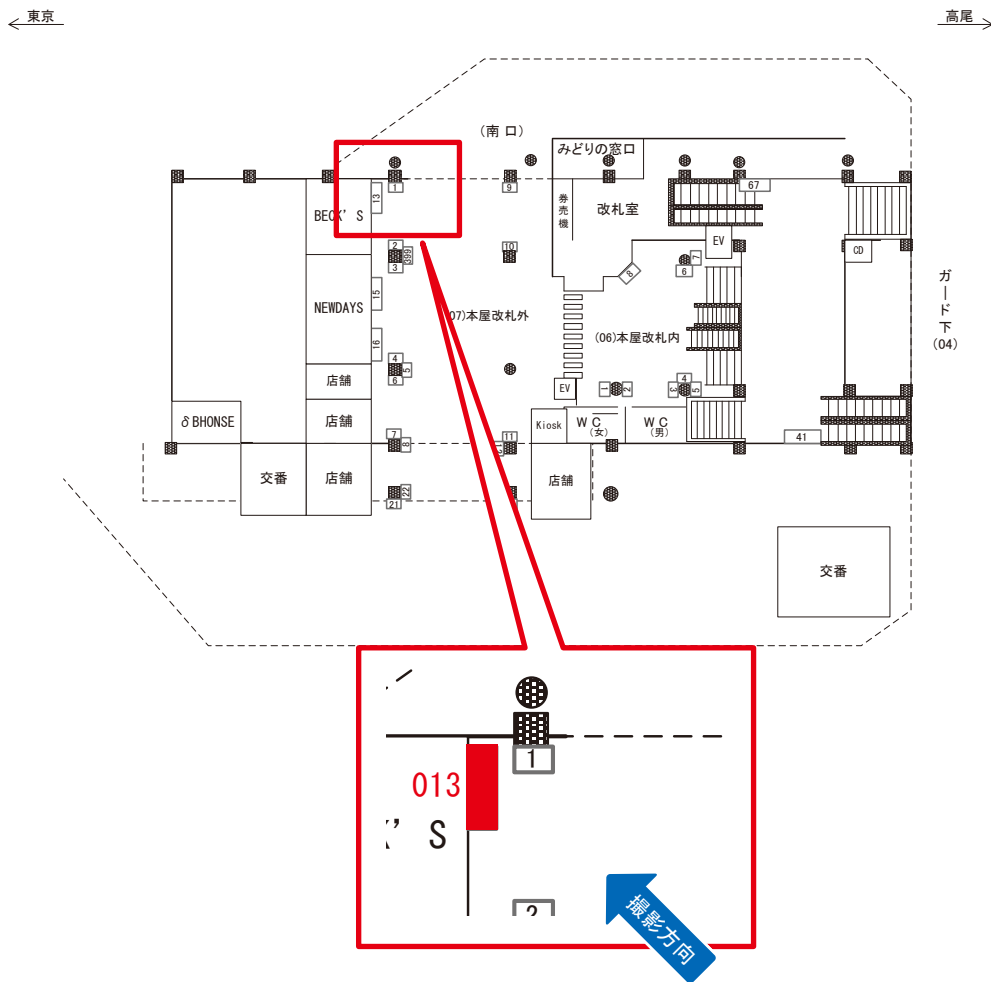 東京
高尾
(南口)
みどりの窓口
67
1
9
13
券売機
改札室
BECK'S
2
399
3
10
EV
7
6
8
CD
ガード下
(04)
15
NEWDAYS
07)本屋改札外
(06)本屋改札内
16
4
5
6
店舗
EV
1
2
3
4
5
δBHONSE
店舗
Kiosk
WC
(女)
WC
(男)
7
8
11
12
41
交番
店舗
店舗
22
21
交番
1
013
' S
2
撮影方向